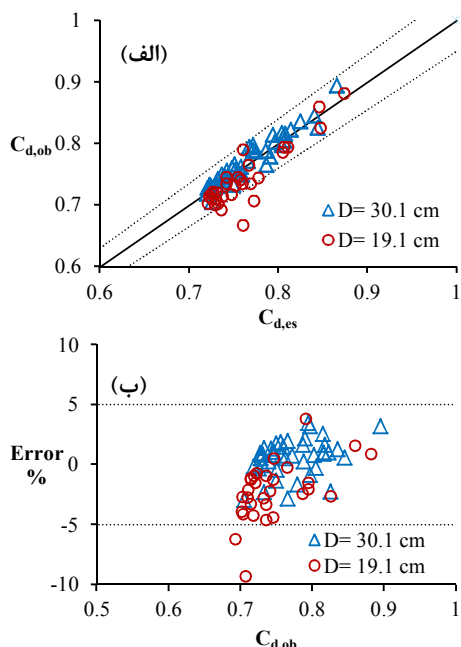 (الف)
1
0.9
0.8
0.7
0.6
C_d,ob
D= 30.1 cm
D= 19.1 cm
0.6
0.7
0.8
0.9
1
C_d,es
(ب)
10
5
0
-5
-10
Error
%
D= 30.1 cm
D= 19.1 cm
0.5
0.6
0.7
0.8
0.9
1
C_d,ob